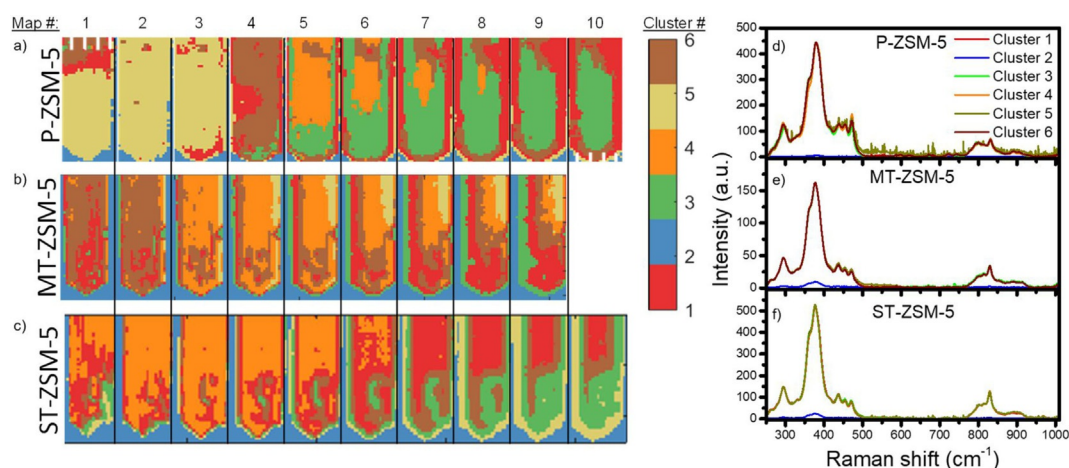 Map #: 1 2 3 4 5 6 7 8 9 10 Cluster #
a) P-ZSM-5
b) MT-ZSM-5
c) ST-ZSM-5
6
5
4
3
2
1
d) P-ZSM-5
Cluster 1
Cluster 2
Cluster 3
Cluster 4
Cluster 5
Cluster 6
500
400
300
200
100
0
e) MT-ZSM-5
150
100
50
0
f) ST-ZSM-5
500
400
300
200
100
0
Intensity (a.u.)
300 400 500 600 700 800 900 1000
Raman shift (cm⁻¹)